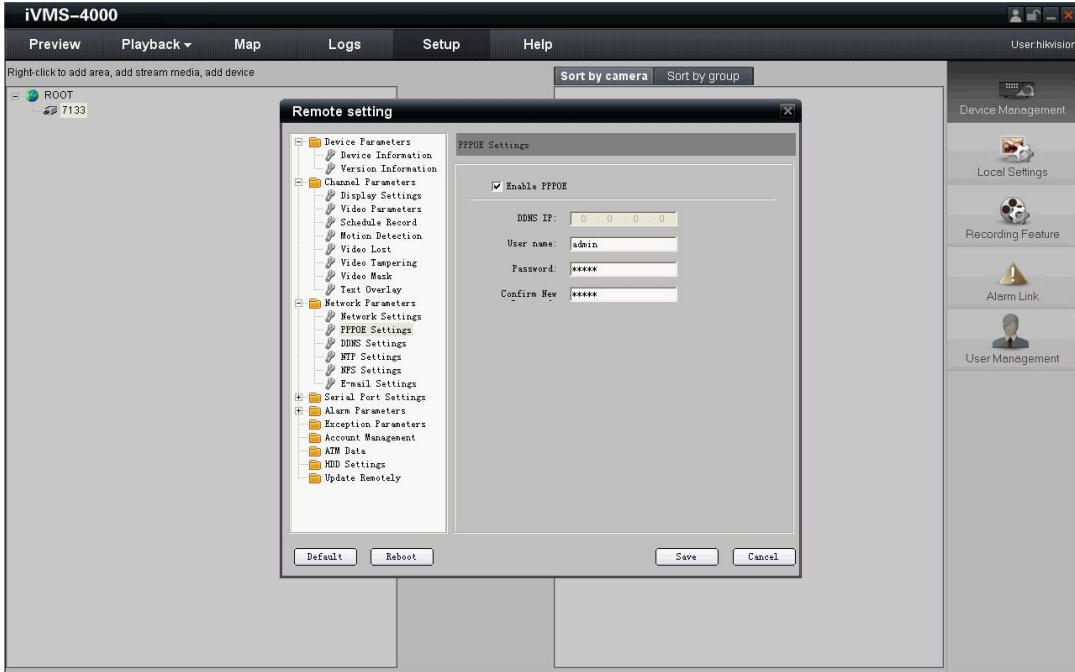 iVMS-4000
Preview Playback Map Logs Setup Help User:hikvision
Right-click to add area, add stream media, add device
Sort by camera Sort by group
ROOT
7133
Device Management
Local Settings
Recording Feature
Alarm Link
User Management
Remote setting
Device Parameters
Device Information
Version Information
Channel Parameters
Display Settings
Video Parameters
Schedule Record
Motion Detection
Video Lost
Video Tampering
Video Mask
Text Overlay
Network Parameters
Network Settings
PPPOE Settings
DDNS Settings
NTP Settings
NFS Settings
E-mail Settings
Serial Port Settings
Alarm Parameters
Exception Parameters
Account Management
ATM Data
HDD Settings
Update Remotely
PPPOE Settings
Enable PPPOE
DDNS IP: 0 . 0 . 0 . 0
User name: admin
Password: *****
Confirm New *****
Default Reboot Save Cancel